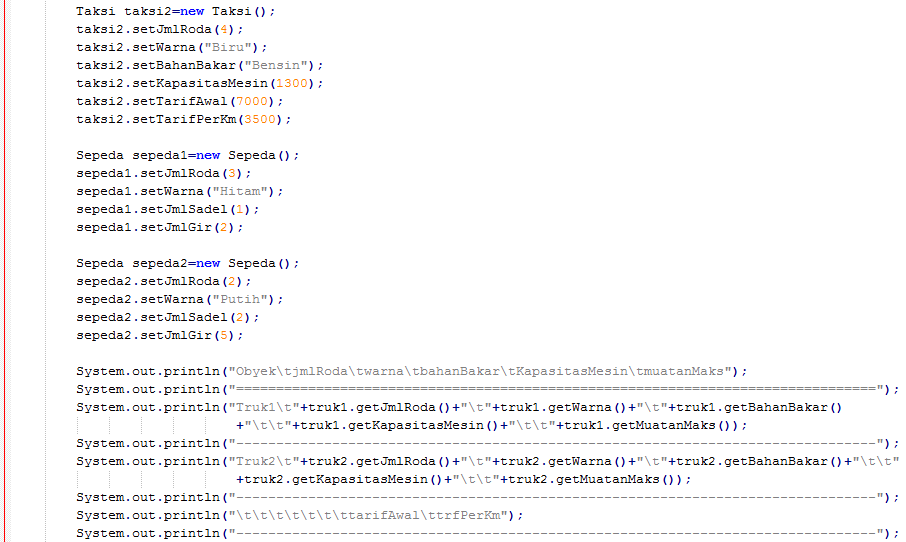 Taksi taksi2=new Taksi();
taksi2.setJmlRoda(4);
taksi2.setWarna("Biru");
taksi2.setBahanBakar("Bensin");
taksi2.setKapasitasMesin(1300);
taksi2.setTarifAwal(7000);
taksi2.setTarifPerKm(3500);
Sepeda sepeda1=new Sepeda();
sepeda1.setJmlRoda(3);
sepeda1.setWarna("Hitam");
sepeda1.setJmlSadel(1);
sepeda1.setJmlGir(2);
Sepeda sepeda2=new Sepeda();
sepeda2.setJmlRoda(2);
sepeda2.setWarna("Putih");
sepeda2.setJmlSadel(2);
sepeda2.setJmlGir(5);
System.out.println("Obyek\tjmlRoda\twarna\tbahanBakar\tKapasitasMesin\tmuatanMaks");
System.out.println("================================================================================");
System.out.println("Truk1\t"+truk1.getJmlRoda()+"\t"+truk1.getWarna()+"\t"+truk1.getBahanBakar()
+"\t\t"+truk1.getKapasitasMesin()+"\t\t"+truk1.getMuatanMaks());
System.out.println("--------------------------------------------------------------------------------");
System.out.println("Truk2\t"+truk2.getJmlRoda()+"\t"+truk2.getWarna()+"\t"+truk2.getBahanBakar()+"\t\t"
+truk2.getKapasitasMesin()+"\t\t"+truk2.getMuatanMaks());
System.out.println("--------------------------------------------------------------------------------");
System.out.println("\t\t\t\t\t\t\ttarifAwal\ttrfPerKm");
System.out.println("--------------------------------------------------------------------------------");